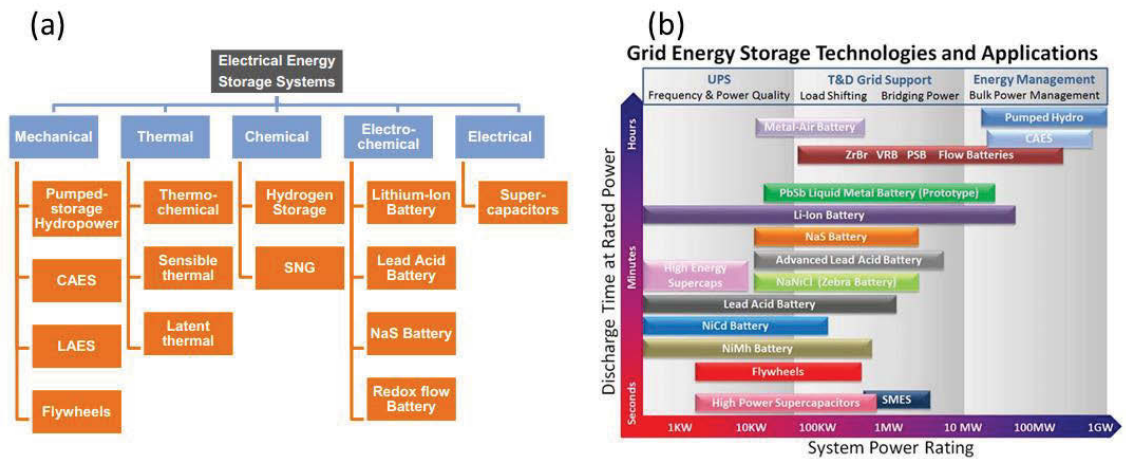 (a)
Electrical Energy
Storage Systems
Mechanical
Thermal
Chemical
Electro-
chemical
Electrical
Pumped-
storage
Hydropower
CAES
LAES
Flywheels
Thermo-
chemical
Sensible
thermal
Latent
thermal
Hydrogen
Storage
SNG
Lithium-Ion
Battery
Lead Acid
Battery
NaS Battery
Redox flow
Battery
Super-
capacitors
(b)
Grid Energy Storage Technologies and Applications
UPS
T&D Grid Support
Energy Management
Frequency & Power Quality
Load Shifting
Bridging Power
Bulk Power Management
Discharge Time at Rated Power
Hours
Minutes
Seconds
Pumped Hydro
Metal-Air Battery
CAES
ZrBr VRB PSB Flow Batteries
PbSb Liquid Metal Battery (Prototype)
Li-Ion Battery
NaS Battery
High Energy
Supercaps
Advanced Lead Acid Battery
NaNiCl (Zebra Battery)
Lead Acid Battery
NiCd Battery
NiMh Battery
Flywheels
High Power Supercapacitors
SMES
1KW
10KW
100KW
1MW
10 MW
100MW
1GW
System Power Rating